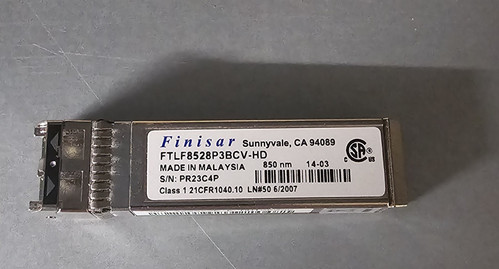 Finisar Sunnyvale, CA 94089
FTLF8528P3BCV-HD
MADE IN MALAYSIA 850 nm 14-03
S/N: PR23C4P
Class 1 21CFR1040.10 LN#50 6/2007
C US